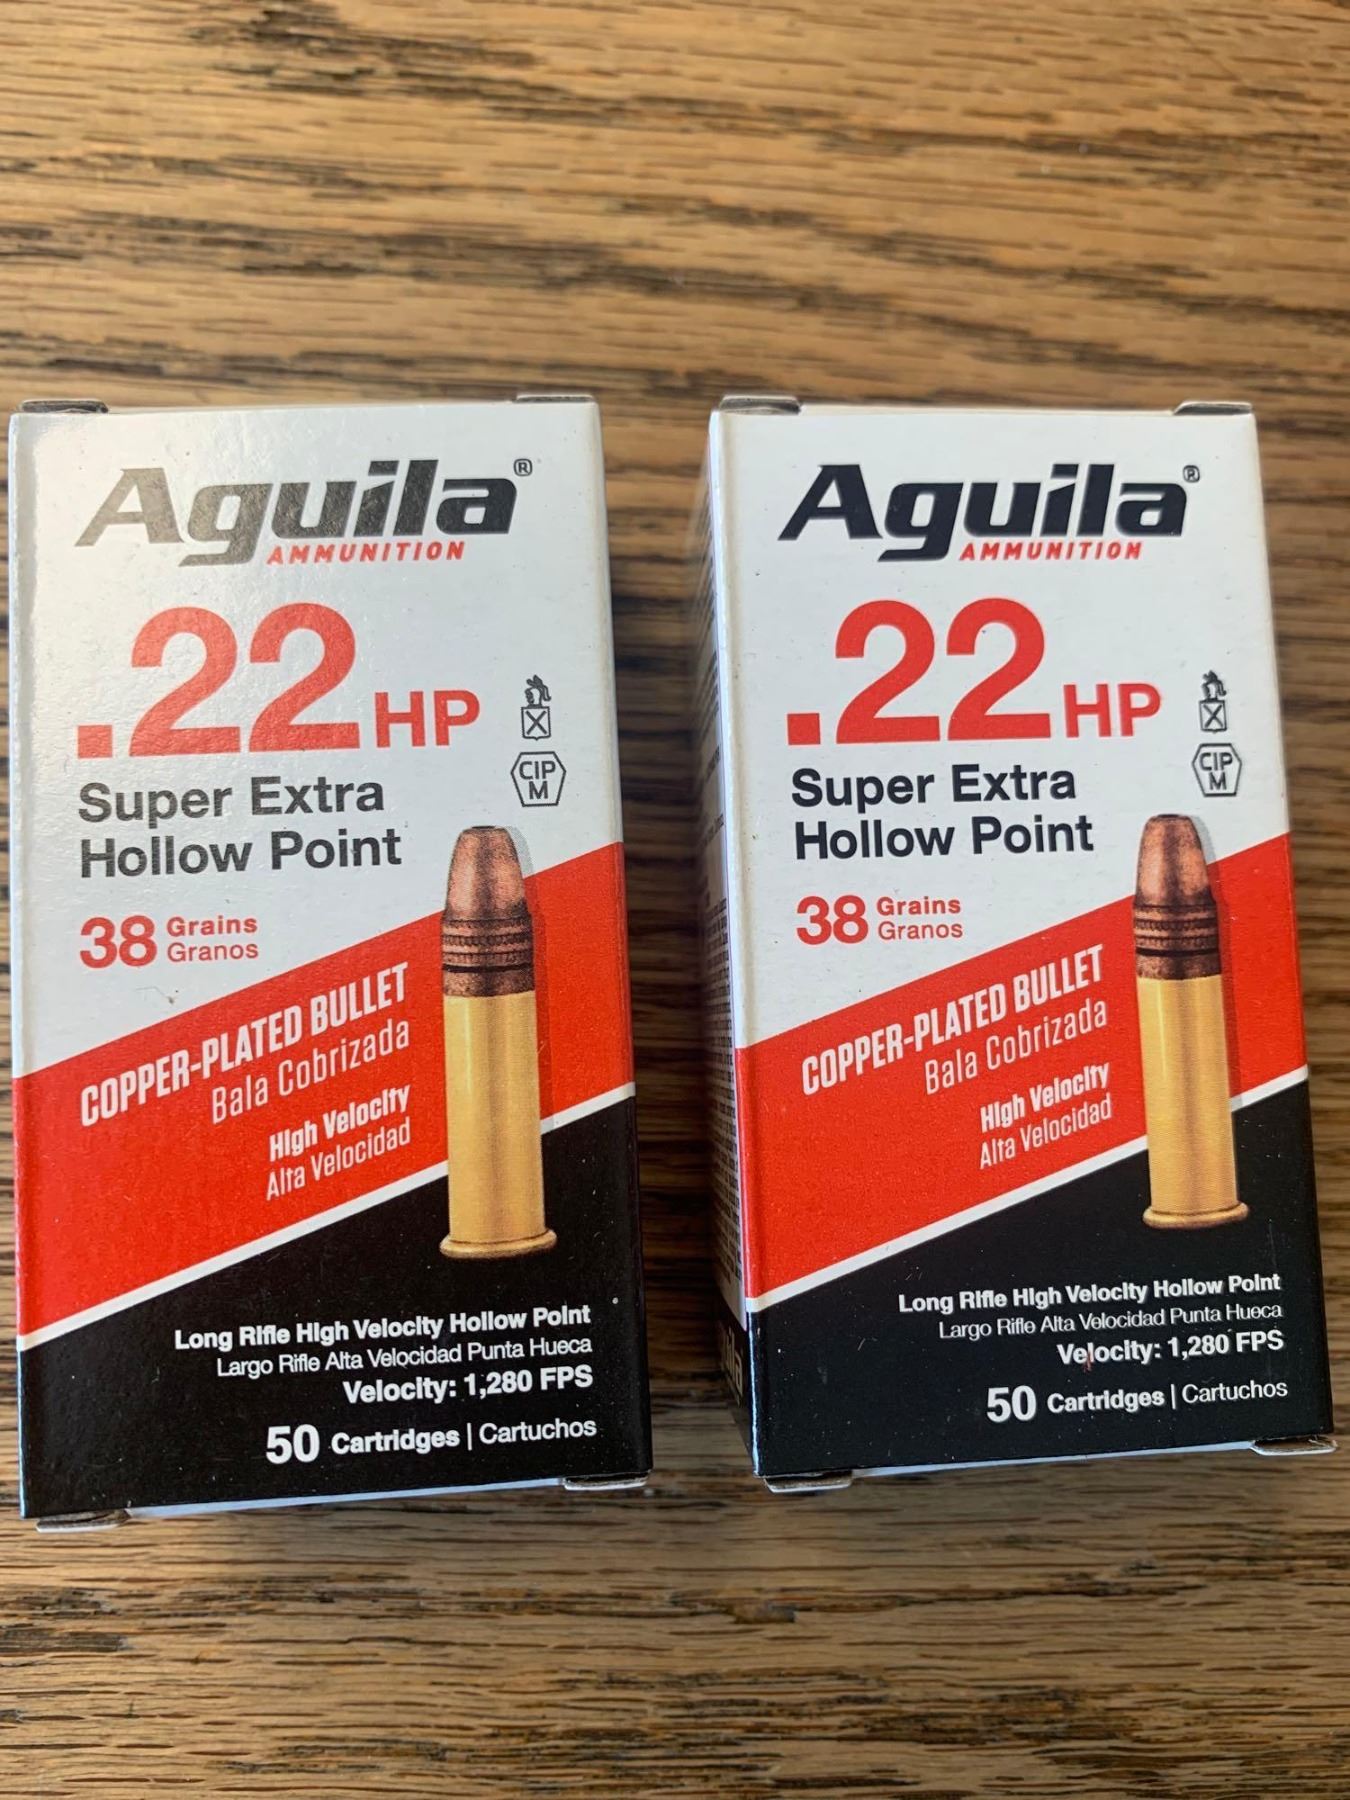 Aguila®
AMMUNITION
.22 HP
CIP
M
Super Extra
Hollow Point
38 Grains
Granos
COPPER-PLATED BULLET
Bala Cobrizada
High Velocity
Alta Velocidad
Long Rifle High Velocity Hollow Point
Largo Rifle Alta Velocidad Punta Hueca
Velocity: 1,280 FPS
50 Cartridges | Cartuchos
Aguila®
AMMUNITION
.22 HP
CIP
M
Super Extra
Hollow Point
38 Grains
Granos
COPPER-PLATED BULLET
Bala Cobrizada
High Velocity
Alta Velocidad
Long Rifle High Velocity Hollow Point
Largo Rifle Alta Velocidad Punta Hueca
Velocity: 1,280 FPS
50 Cartridges | Cartuchos